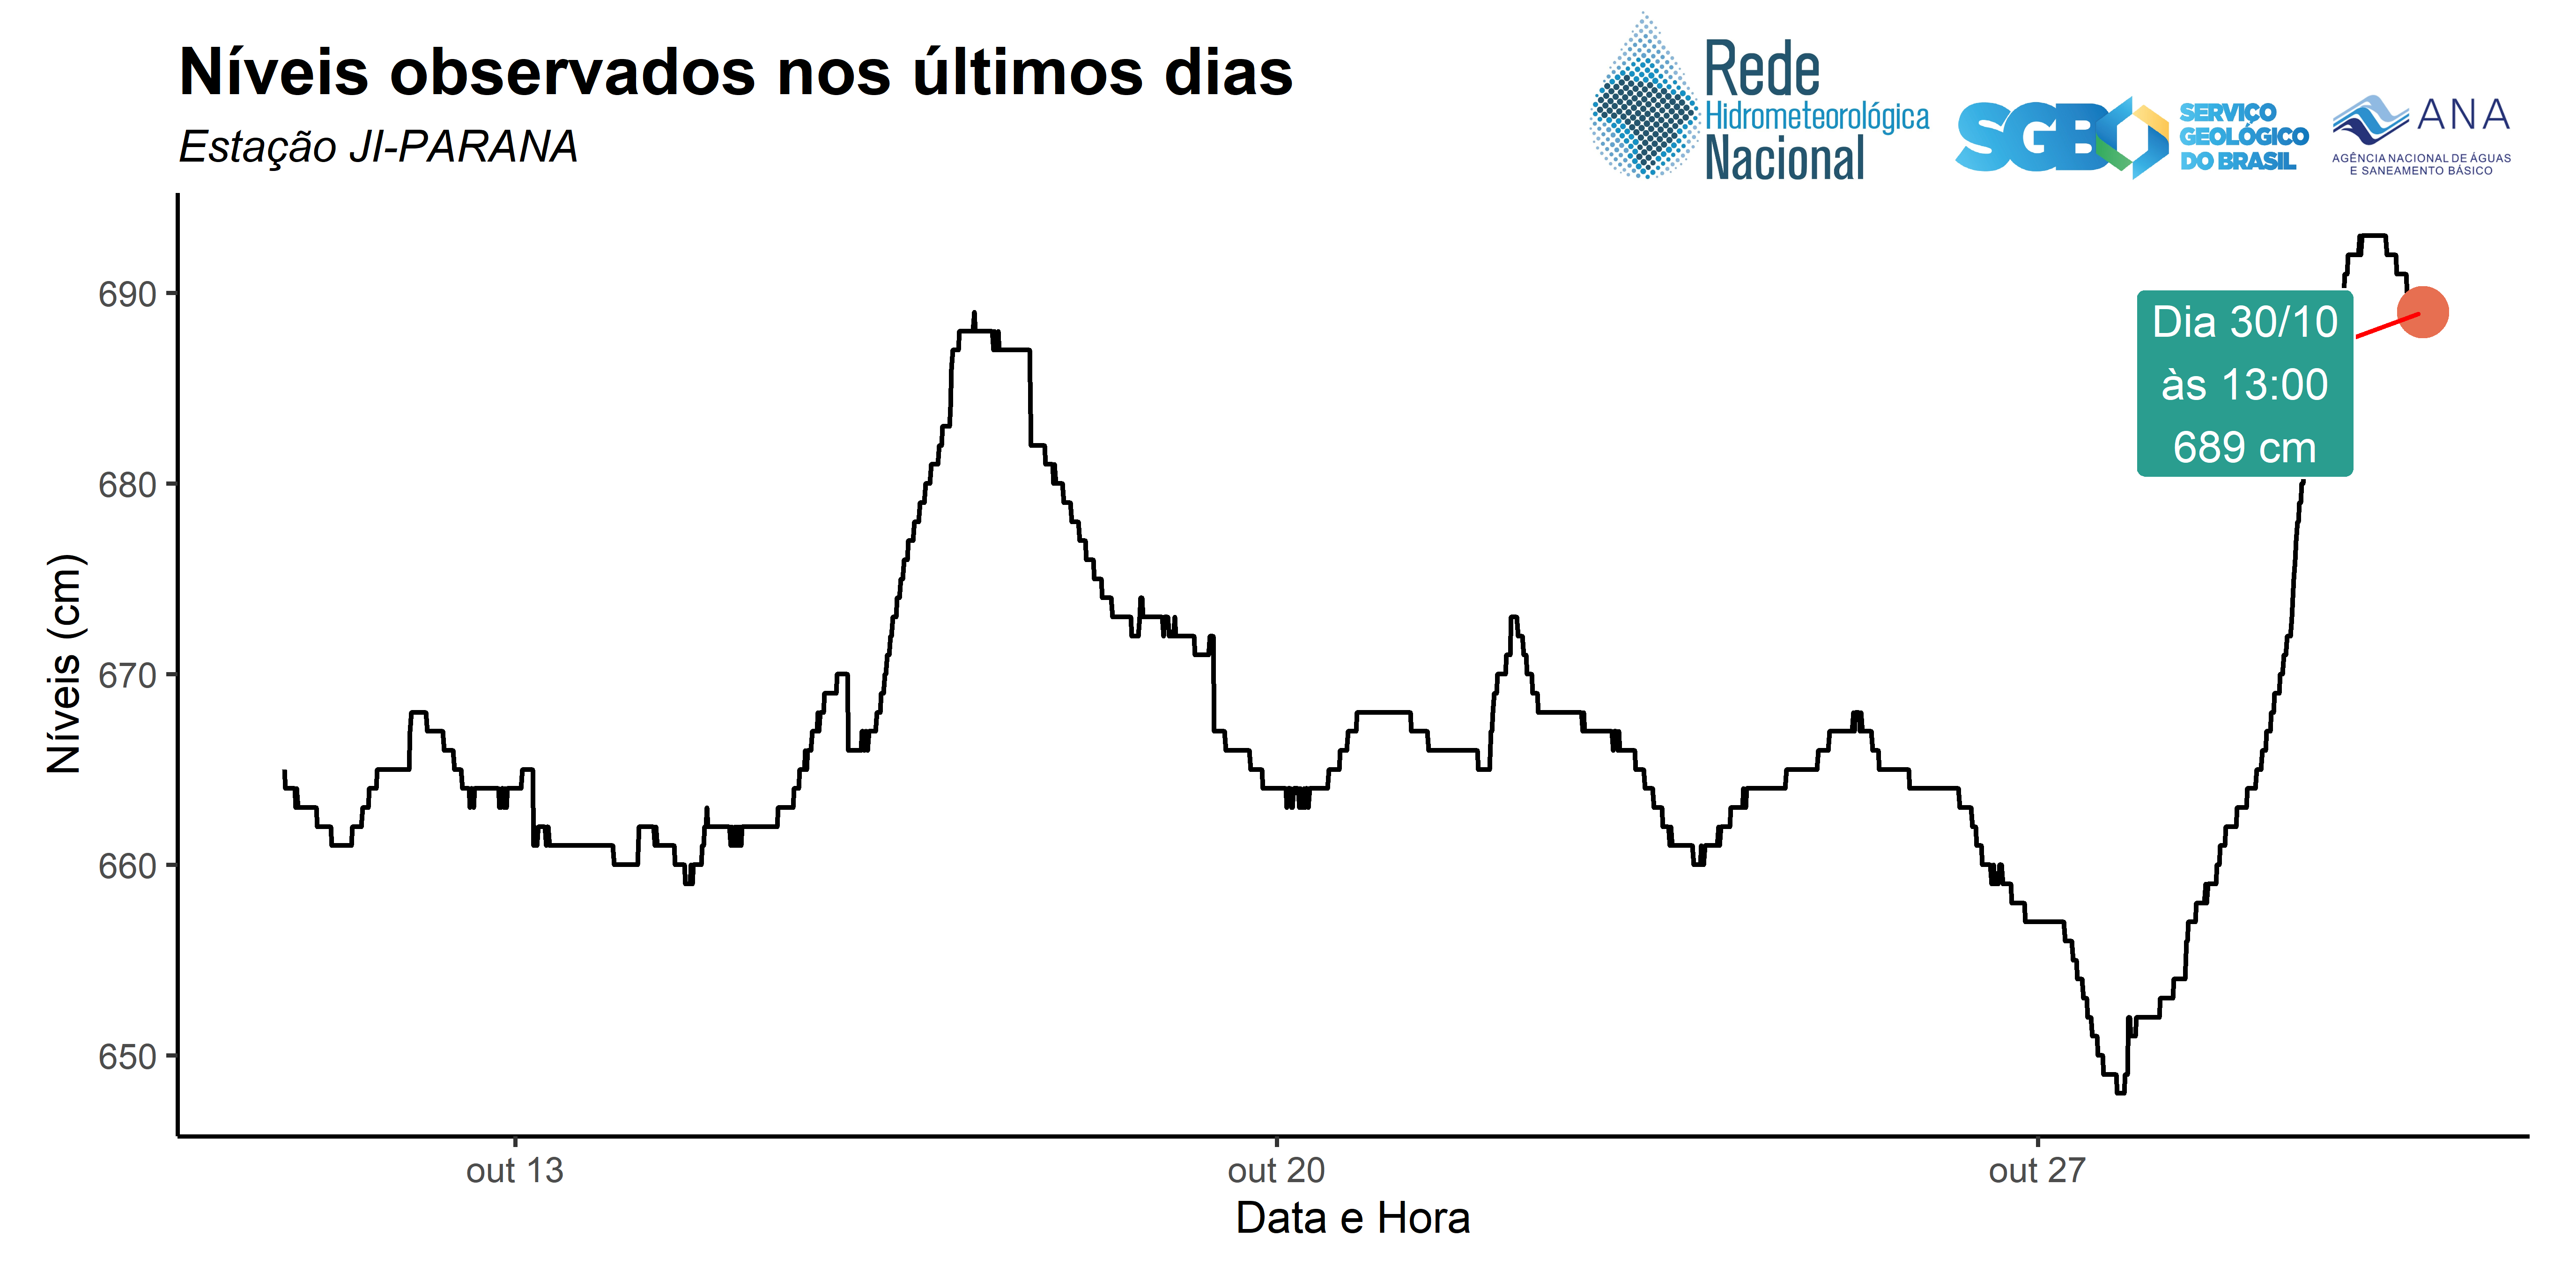 Níveis observados nos últimos dias
Estação JI-PARANA
Rede
Hidrometeorológica
Nacional
SGB
SERVIÇO
GEOLÓGICO
DO BRASIL
ANA
AGÊNCIA NACIONAL DE ÁGUAS
E SANEAMENTO BÁSICO
Níveis (cm)
690
680
670
660
650
Dia 30/10
às 13:00
689 cm
out 13
out 20
out 27
Data e Hora